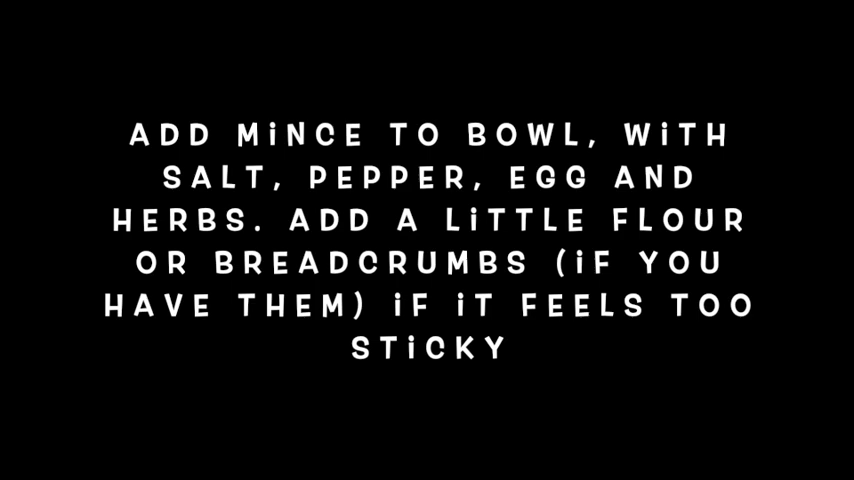 ADD MiNCE TO BOWL, WiTH
SALT, PEPPER, EGG AND
HERBS. ADD A LiTTLE FLOUR
OR BREADCRUMBS (iF YOU
HAVE THEM) iF iT FEELS TOO
STiCKY